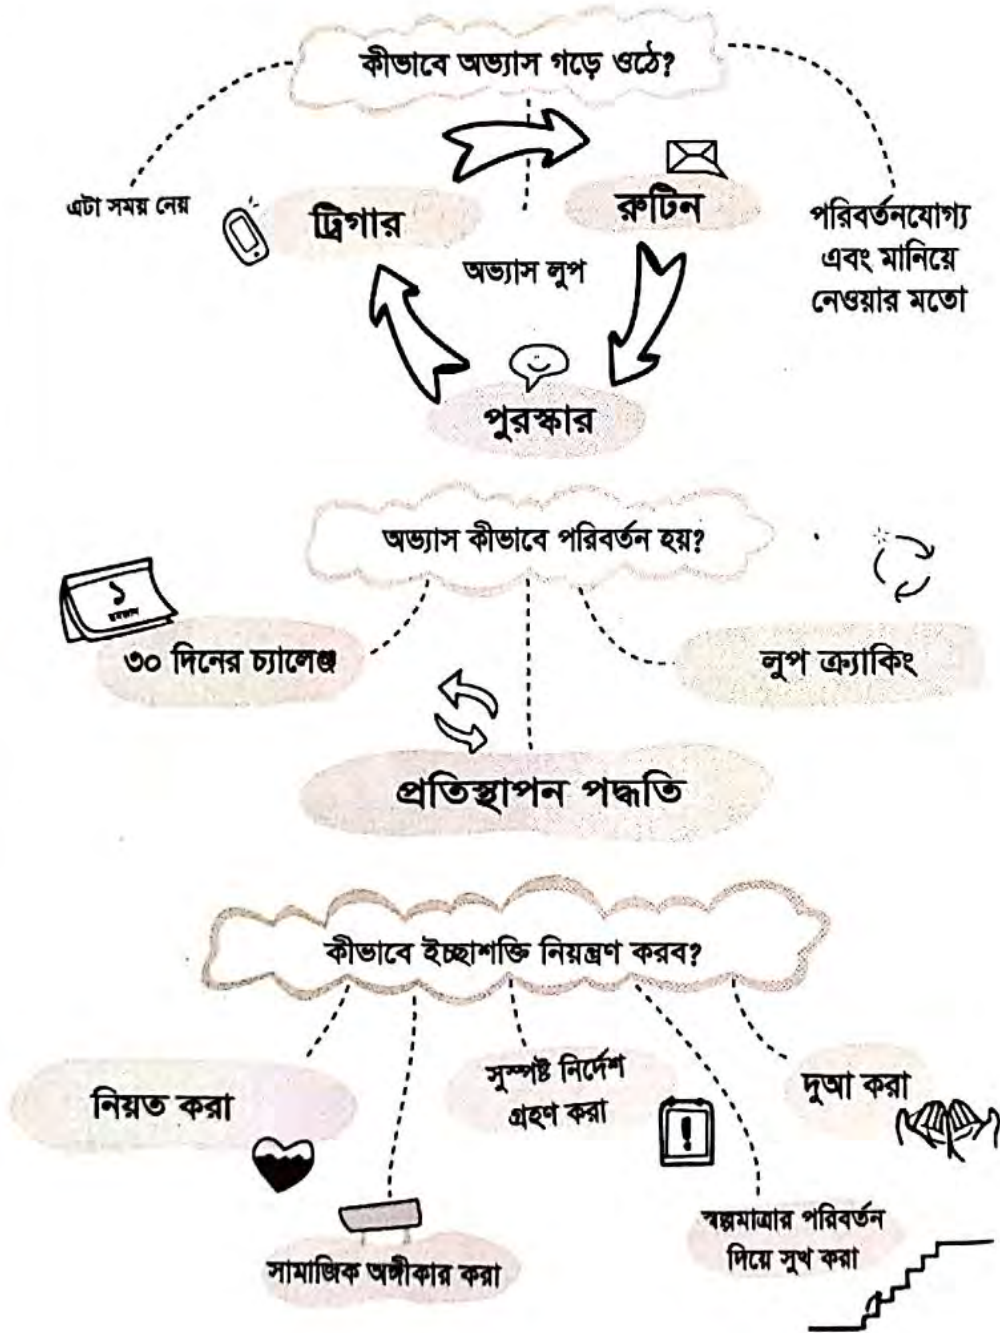 কীভাবে অভ্যাস গড়ে ওঠে?
এটা সময় নেয়
ট্রিগার
রুটিন
পরিবর্তনযোগ্য
এবং মানিয়ে
নেওয়ার মতো
অভ্যাস লুপ
পুরস্কার
অভ্যাস কীভাবে পরিবর্তন হয়?
১
৩০ দিনের চ্যালেঞ্জ
লুপ ক্র্যাকিং
প্রতিস্থাপন পদ্ধতি
কীভাবে ইচ্ছাশক্তি নিয়ন্ত্রণ করব?
নিয়ত করা
সুস্পষ্ট নির্দেশ
গ্রহণ করা
দুআ করা
সামাজিক অঙ্গীকার করা
স্বল্পমাত্রার পরিবর্তন
দিয়ে সুখ করা